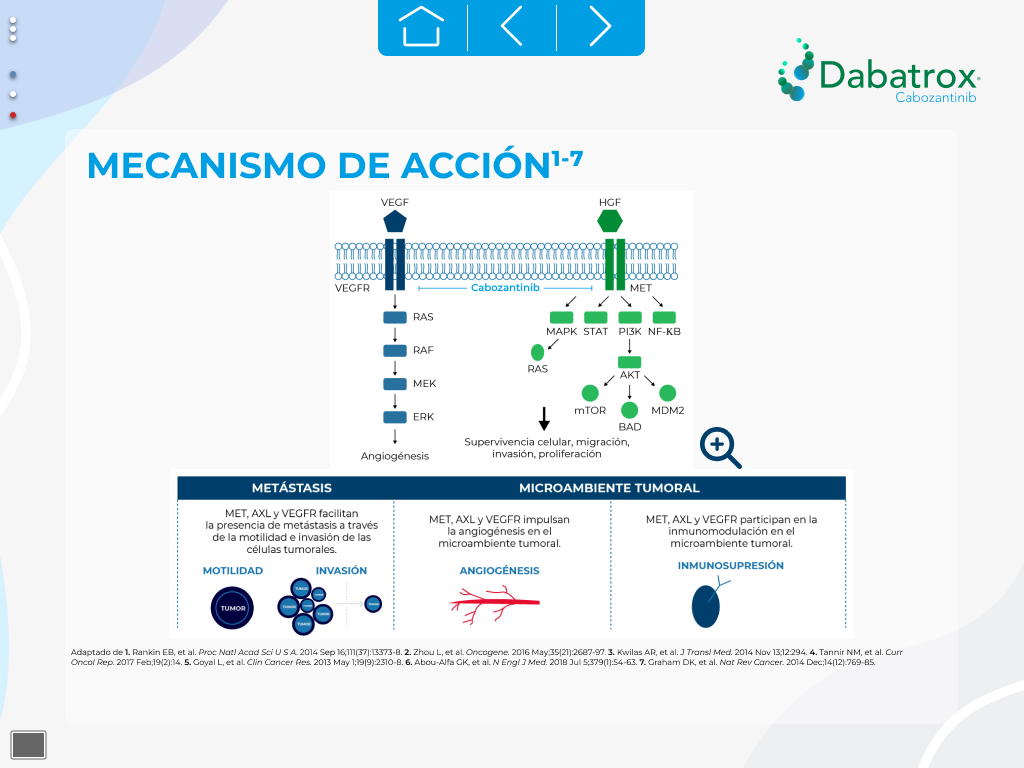 Dabatrox
Cabozantinib
MECANISMO DE ACCIÓN1-7
VEGF
HGF
VEGFR
Cabozantinib
MET
RAS
MAPK STAT PI3K NF-KB
RAF
RAS
AKT
MEK
mTOR
MDM2
ERK
BAD
Angiogénesis
Supervivencia celular, migración,
invasión, proliferación
METÁSTASIS
MICROAMBIENTE TUMORAL
MET, AXL y VEGFR facilitan
la presencia de metástasis a través
de la motilidad e invasión de las
células tumorales.
MOTILIDAD
INVASIÓN
TUMOR
TUMOR
TUMOR
TUMOR
TUMOR
TUMOR
TUMOR
TUMOR
MET, AXL y VEGFR impulsan
la angiogénesis en el
microambiente tumoral.
ANGIOGÉNESIS
MET, AXL y VEGFR participan en la
inmunomodulación en el
microambiente tumoral.
INMUNOSUPRESIÓN
Adaptado de 1. Rankin EB, et al. Proc Natl Acad Sci U S A. 2014 Sep 16;111(37):13373-8. 2. Zhou L, et al. Oncogene. 2016 May;35(21):2687-97. 3. Kwilas AR, et al. J Transl Med. 2014 Nov 13;12:294. 4. Tannir NM, et al. Curr
Oncol Rep. 2017 Feb;19(2):14. 5. Goyal L, et al. Clin Cancer Res. 2013 May 1;19(9):2310-8. 6. Abou-Alfa GK, et al. N Engl J Med. 2018 Jul 5;379(1):54-63. 7. Graham DK, et al. Nat Rev Cancer. 2014 Dec;14(12):769-85.